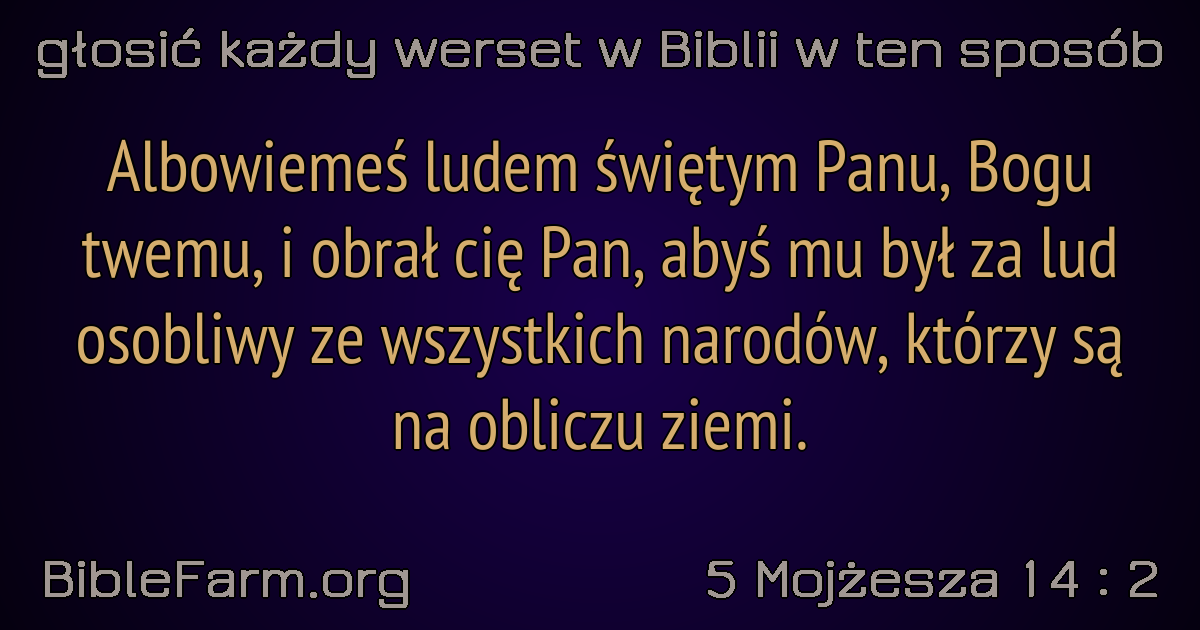 głosić każdy werset w Biblii w ten sposób
Albowiemeś ludem świętym Panu, Bogu
twemu, i obrał cię Pan, abyś mu był za lud
osobliwy ze wszystkich narodów, którzy są
na obliczu ziemi.
BibleFarm.org
5 Mojżesza 14 : 2